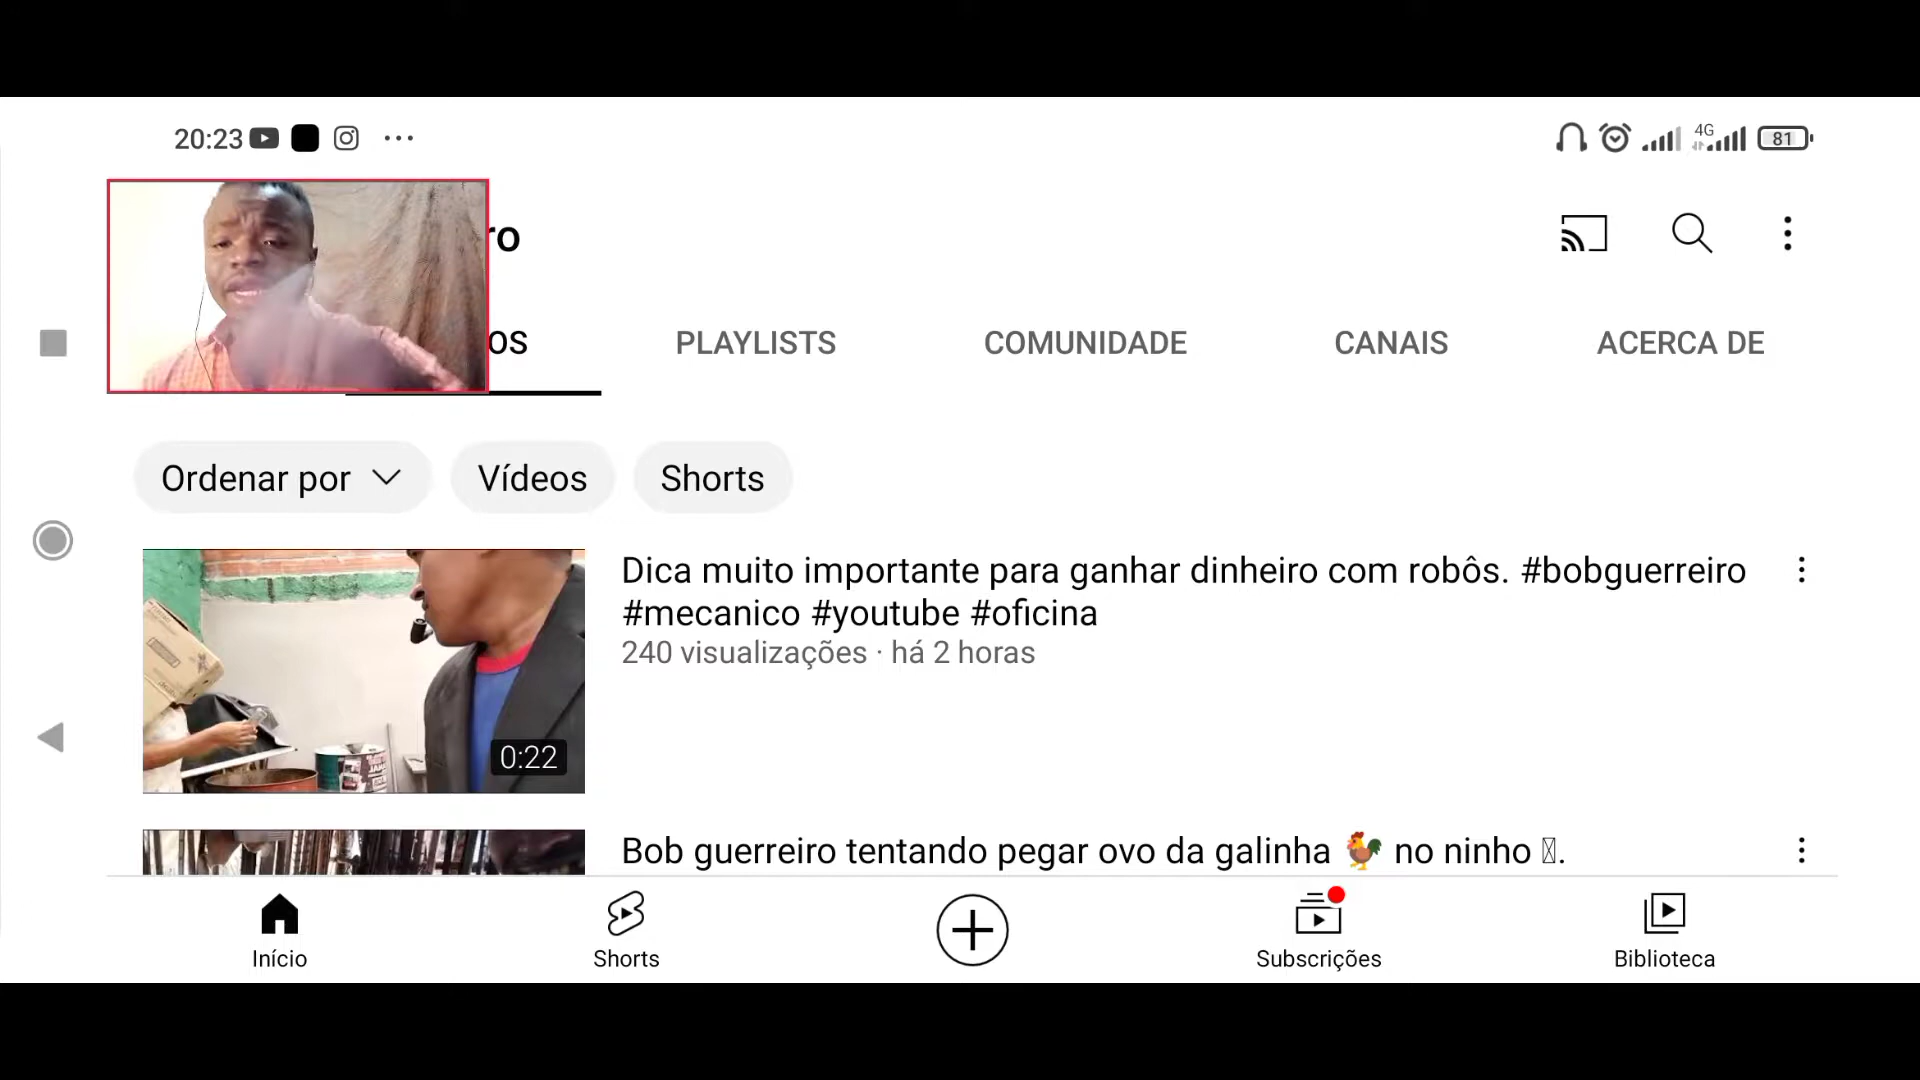 20:23
4G
81
ro
OS
PLAYLISTS
COMUNIDADE
CANAIS
ACERCA DE
Ordenar por
Vídeos
Shorts
Dica muito importante para ganhar dinheiro com robôs. #bobguerreiro
#mecanico #youtube #oficina
240 visualizações · há 2 horas
0:22
Bob guerreiro tentando pegar ovo da galinha 🐓 no ninho .
Início
Shorts
Subscrições
Biblioteca